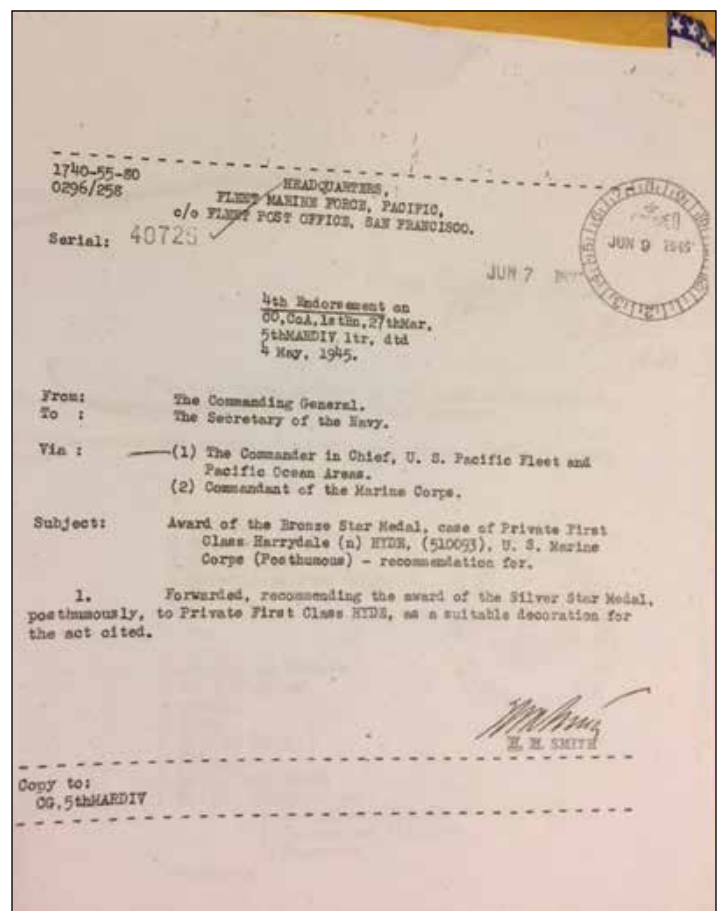 1740-55-80
0296/258
HEADQUARTERS,
FLEET MARINE FORCE, PACIFIC,
c/o FLEET POST OFFICE, SAN FRANCISCO.
Serial: 40725
JUN 9 1945
JUN 7
4th Endorsement on
CO,CoA,1stBn,27thMar,
5thMARDIV ltr, dtd
4 May, 1945.
From: The Commanding General.
To : The Secretary of the Navy.
Via : (1) The Commander in Chief, U. S. Pacific Fleet and
Pacific Ocean Areas.
(2) Commandant of the Marine Corps.
Subject: Award of the Bronze Star Medal, case of Private First
Class Harrydale (n) HYDE, (510093), U. S. Marine
Corps (Posthumous) - recommendation for.
1. Forwarded, recommending the award of the Silver Star Medal,
posthumously, to Private First Class HYDE, as a suitable decoration for
the act cited.
H. M. SMITH
Copy to:
CG,5thMARDIV